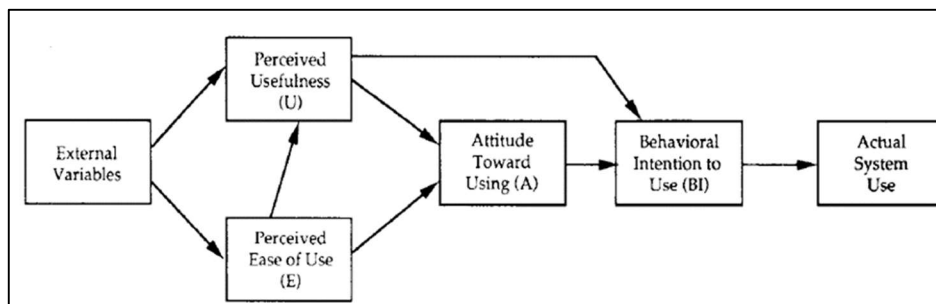 External
Variables
Perceived
Usefulness
(U)
Perceived
Ease of Use
(E)
Attitude
Toward
Using (A)
Behavioral
Intention to
Use (BI)
Actual
System
Use